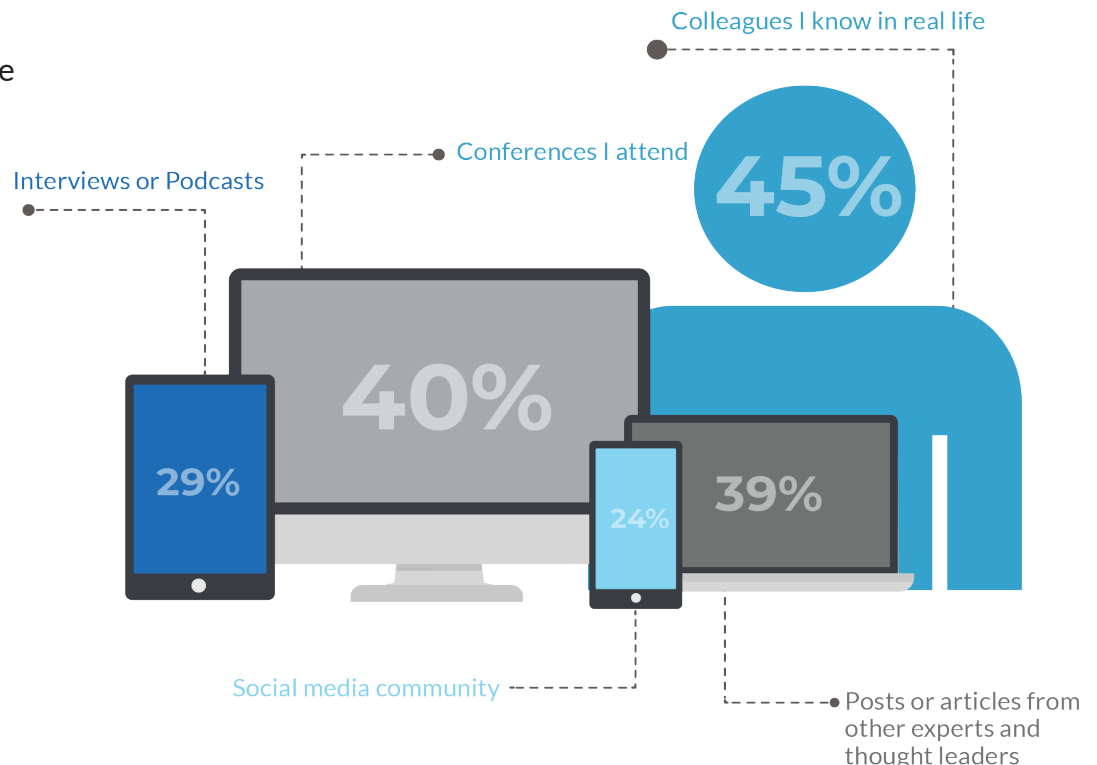 Colleagues I know in real life
e
Conferences I attend
45%
Interviews or Podcasts
40%
29%
39%
24%
Social media community
Posts or articles from
other experts and
thought leaders